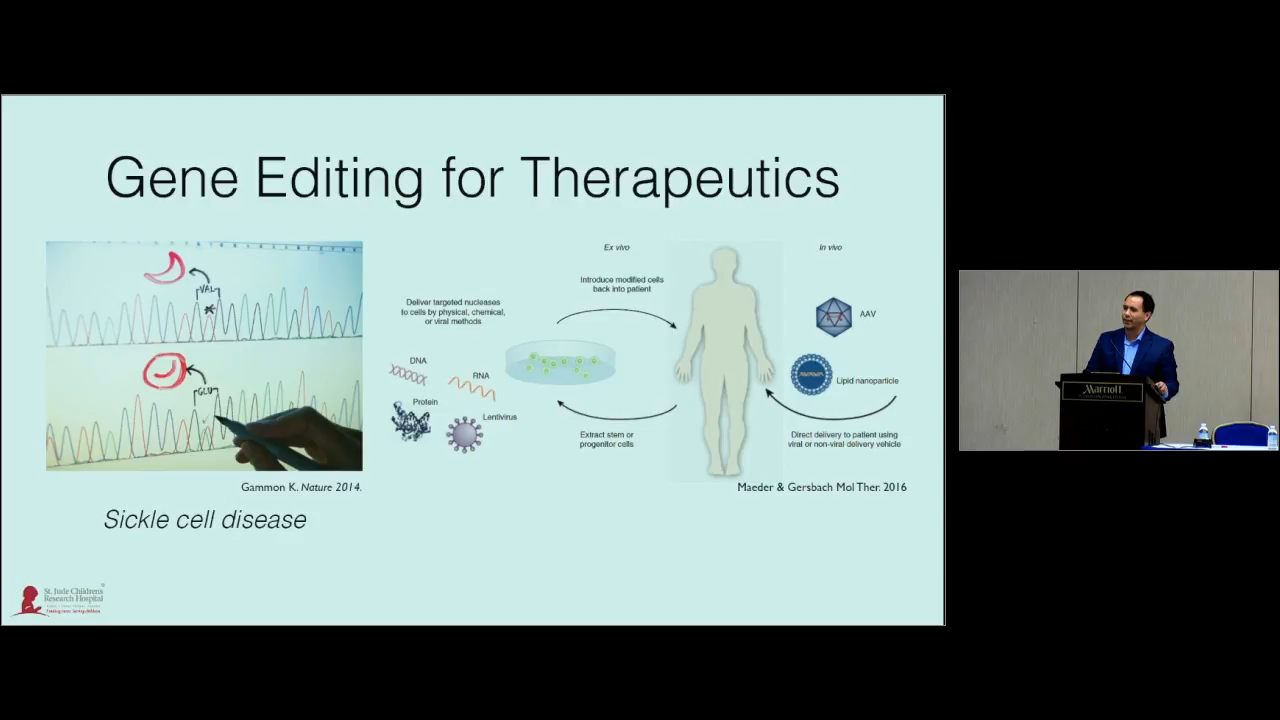 Gene Editing for Therapeutics
VAL
GLU
Gammon K. Nature 2014.
Sickle cell disease
Ex vivo
In vivo
Introduce modified cells
back into patient
Deliver targeted nucleases
to cells by physical, chemical,
or viral methods
DNA
RNA
Protein
Lentivirus
Extract stem or
progenitor cells
AAV
Lipid nanoparticle
Direct delivery to patient using
viral or non-viral delivery vehicle
Maeder & Gersbach Mol Ther. 2016
St. Jude Children's
Research Hospital
Marriott